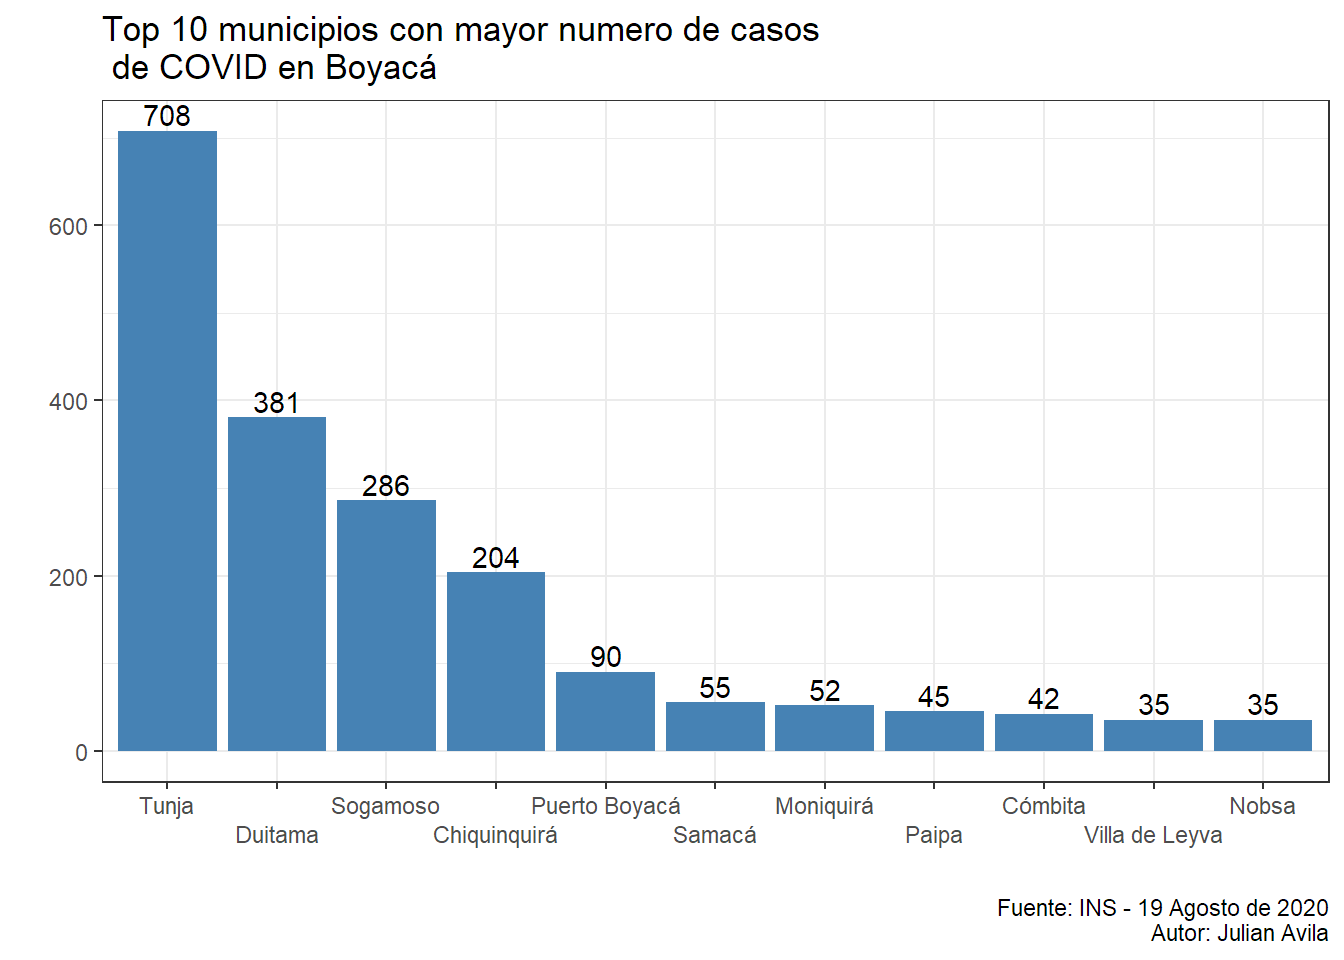 Top 10 municipios con mayor numero de casos
de COVID en Boyacá
708
381
286
204
90
55
52
45
42
35
35
600
400
200
0
Tunja
Duitama
Sogamoso
Chiquinquirá
Puerto Boyacá
Samacá
Moniquirá
Paipa
Cómbita
Villa de Leyva
Nobsa
Fuente: INS - 19 Agosto de 2020
Autor: Julian Avila